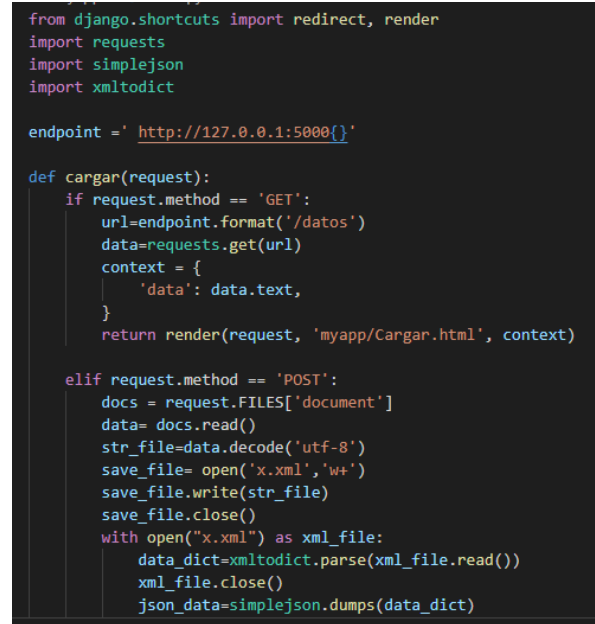 from django.shortcuts import redirect, render
import requests
import simplejson
import xmltodict

endpoint =' http://127.0.0.1:5000{}'

def cargar(request):
    if request.method == 'GET':
        url=endpoint.format('/datos')
        data=requests.get(url)
        context = {
            'data': data.text,
        }
        return render(request, 'myapp/Cargar.html', context)

    elif request.method == 'POST':
        docs = request.FILES['document']
        data= docs.read()
        str_file=data.decode('utf-8')
        save_file= open('x.xml','w+')
        save_file.write(str_file)
        save_file.close()
        with open("x.xml") as xml_file:
            data_dict=xmltodict.parse(xml_file.read())
            xml_file.close()
            json_data=simplejson.dumps(data_dict)